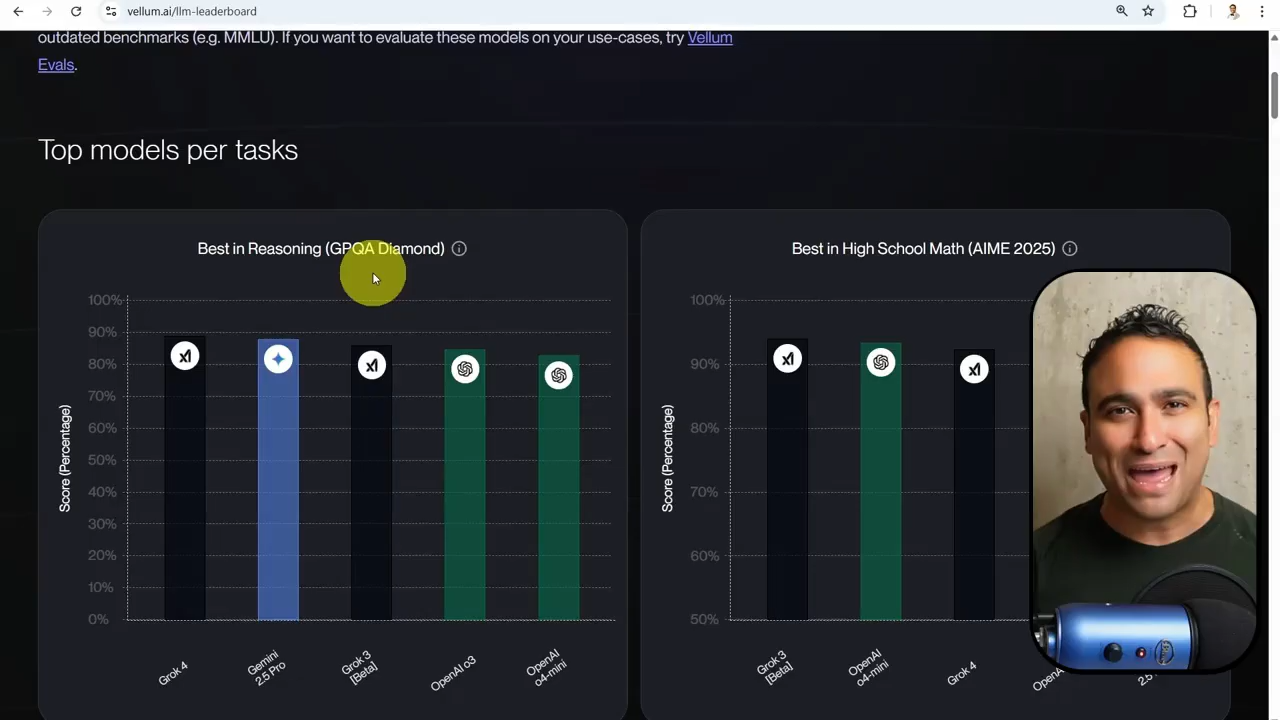 vellum.ai/llm-leaderboard
outdated benchmarks (e.g. MMLU). If you want to evaluate these models on your use-cases, try Vellum
Evals.
Top models per tasks
Best in Reasoning (GPQA Diamond)
100%
90%
80%
70%
60%
50%
40%
30%
20%
10%
0%
Score (Percentage)
Grok 4
Gemini
2.5 Pro
Grok 3
[Beta]
OpenAI o3
OpenAI
o4-mini
Best in High School Math (AIME 2025)
100%
90%
80%
70%
60%
50%
Score (Percentage)
Grok 3
[Beta]
OpenAI
o4-mini
Grok 4